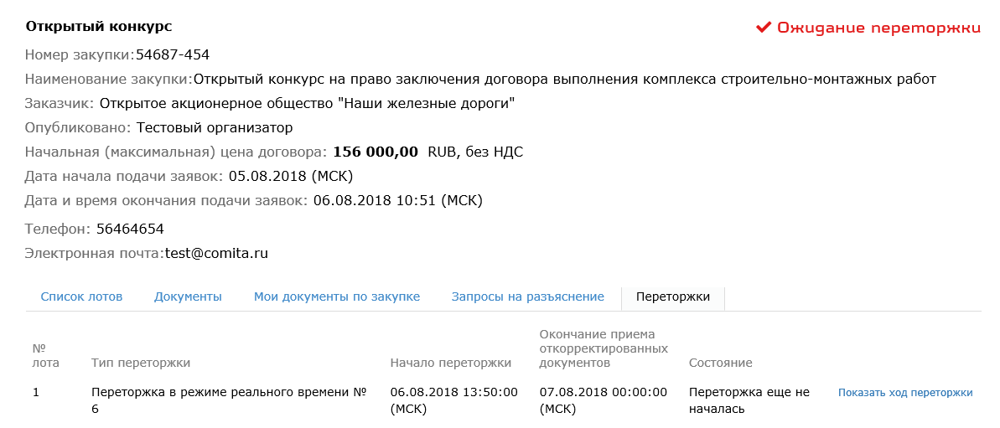 Открытый конкурс
Ожидание переторжки
Номер закупки:54687-454
Наименование закупки:Открытый конкурс на право заключения договора выполнения комплекса строительно-монтажных работ
Заказчик: Открытое акционерное общество "Наши железные дороги"
Опубликовано: Тестовый организатор
Начальная (максимальная) цена договора: 156 000,00 RUB, без НДС
Дата начала подачи заявок: 05.08.2018 (МСК)
Дата и время окончания подачи заявок: 06.08.2018 10:51 (МСК)
Телефон: 56464654
Электронная почта:test@comita.ru
Список лотов Документы Мои документы по закупке Запросы на разъяснение Переторжки
№
лота
Тип переторжки
Начало переторжки
Окончание приема
откорректированных
документов
Состояние
1
Переторжка в режиме реального времени №
6
06.08.2018 13:50:00
(МСК)
07.08.2018 00:00:00
(МСК)
Переторжка еще не
началась
Показать ход переторжки